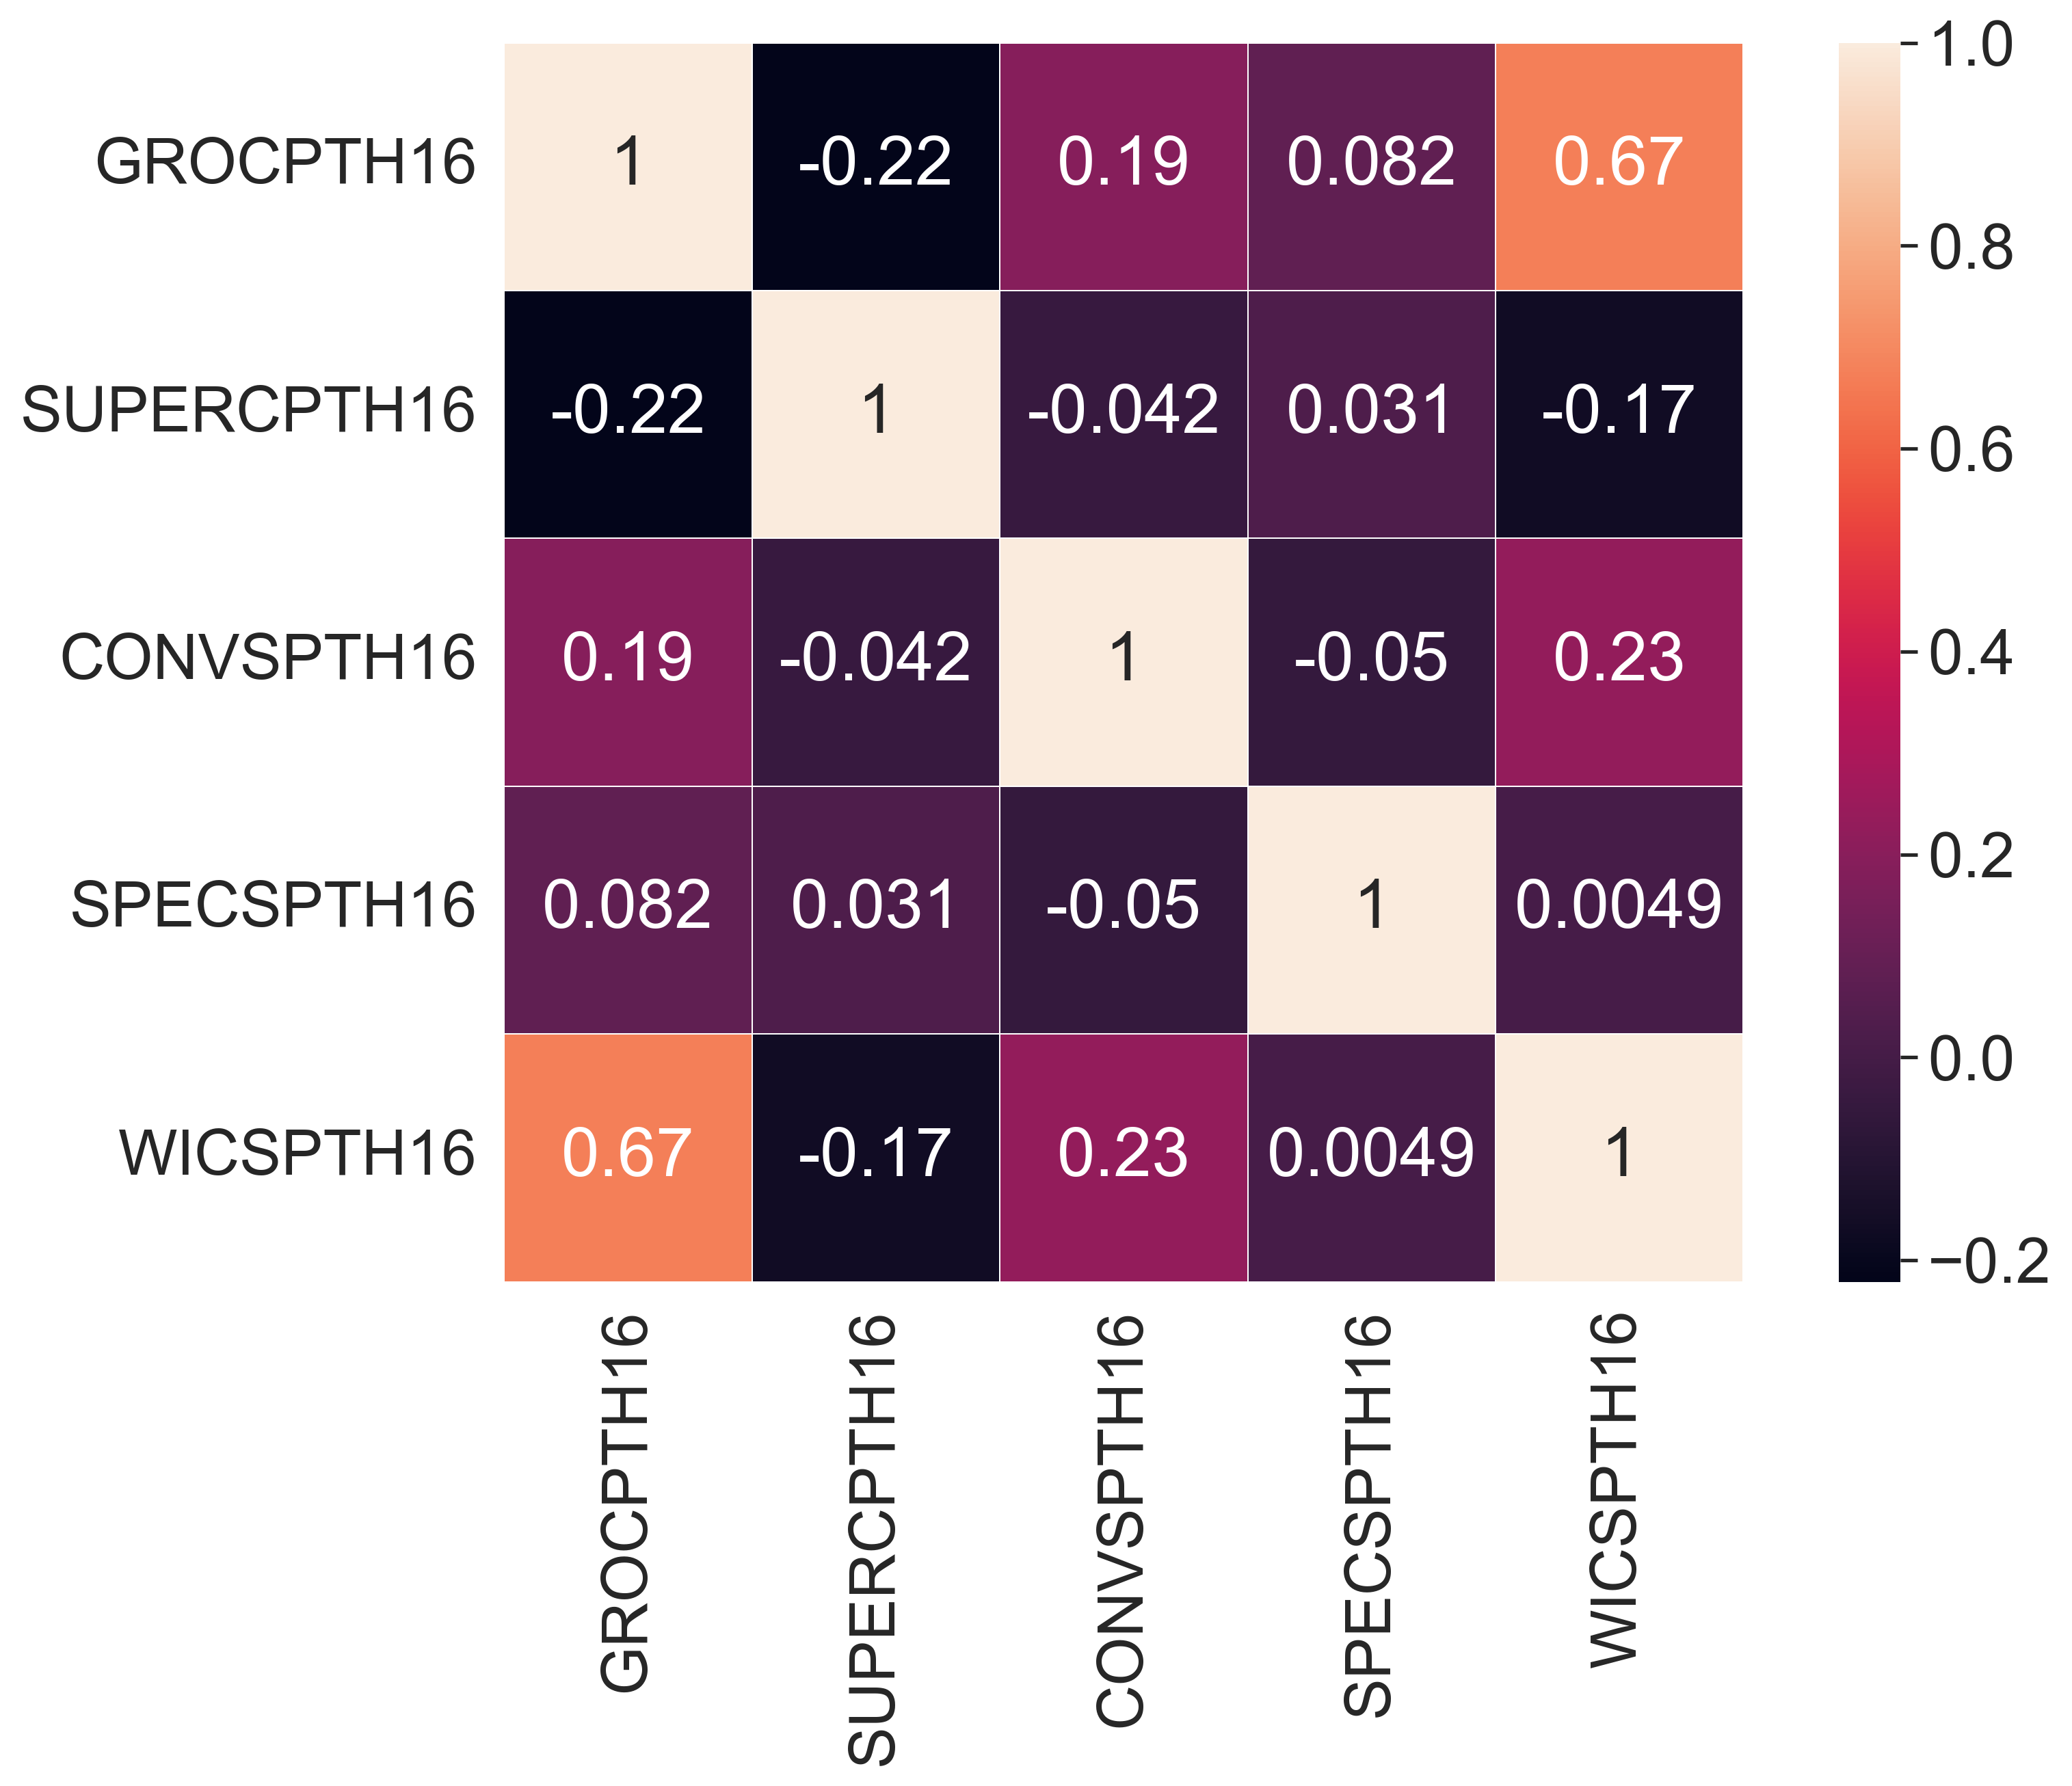 GROCPTH16 1 -0.22 0.19 0.082 0.67
SUPERCPTH16 -0.22 1 -0.042 0.031 -0.17
CONVSPTH16 0.19 -0.042 1 -0.05 0.23
SPECSPTH16 0.082 0.031 -0.05 1 0.0049
WICSPTH16 0.67 -0.17 0.23 0.0049 1
GROCPTH16
SUPERCPTH16
CONVSPTH16
SPECSPTH16
WICSPTH16
1.0
0.8
0.6
0.4
0.2
0.0
−0.2